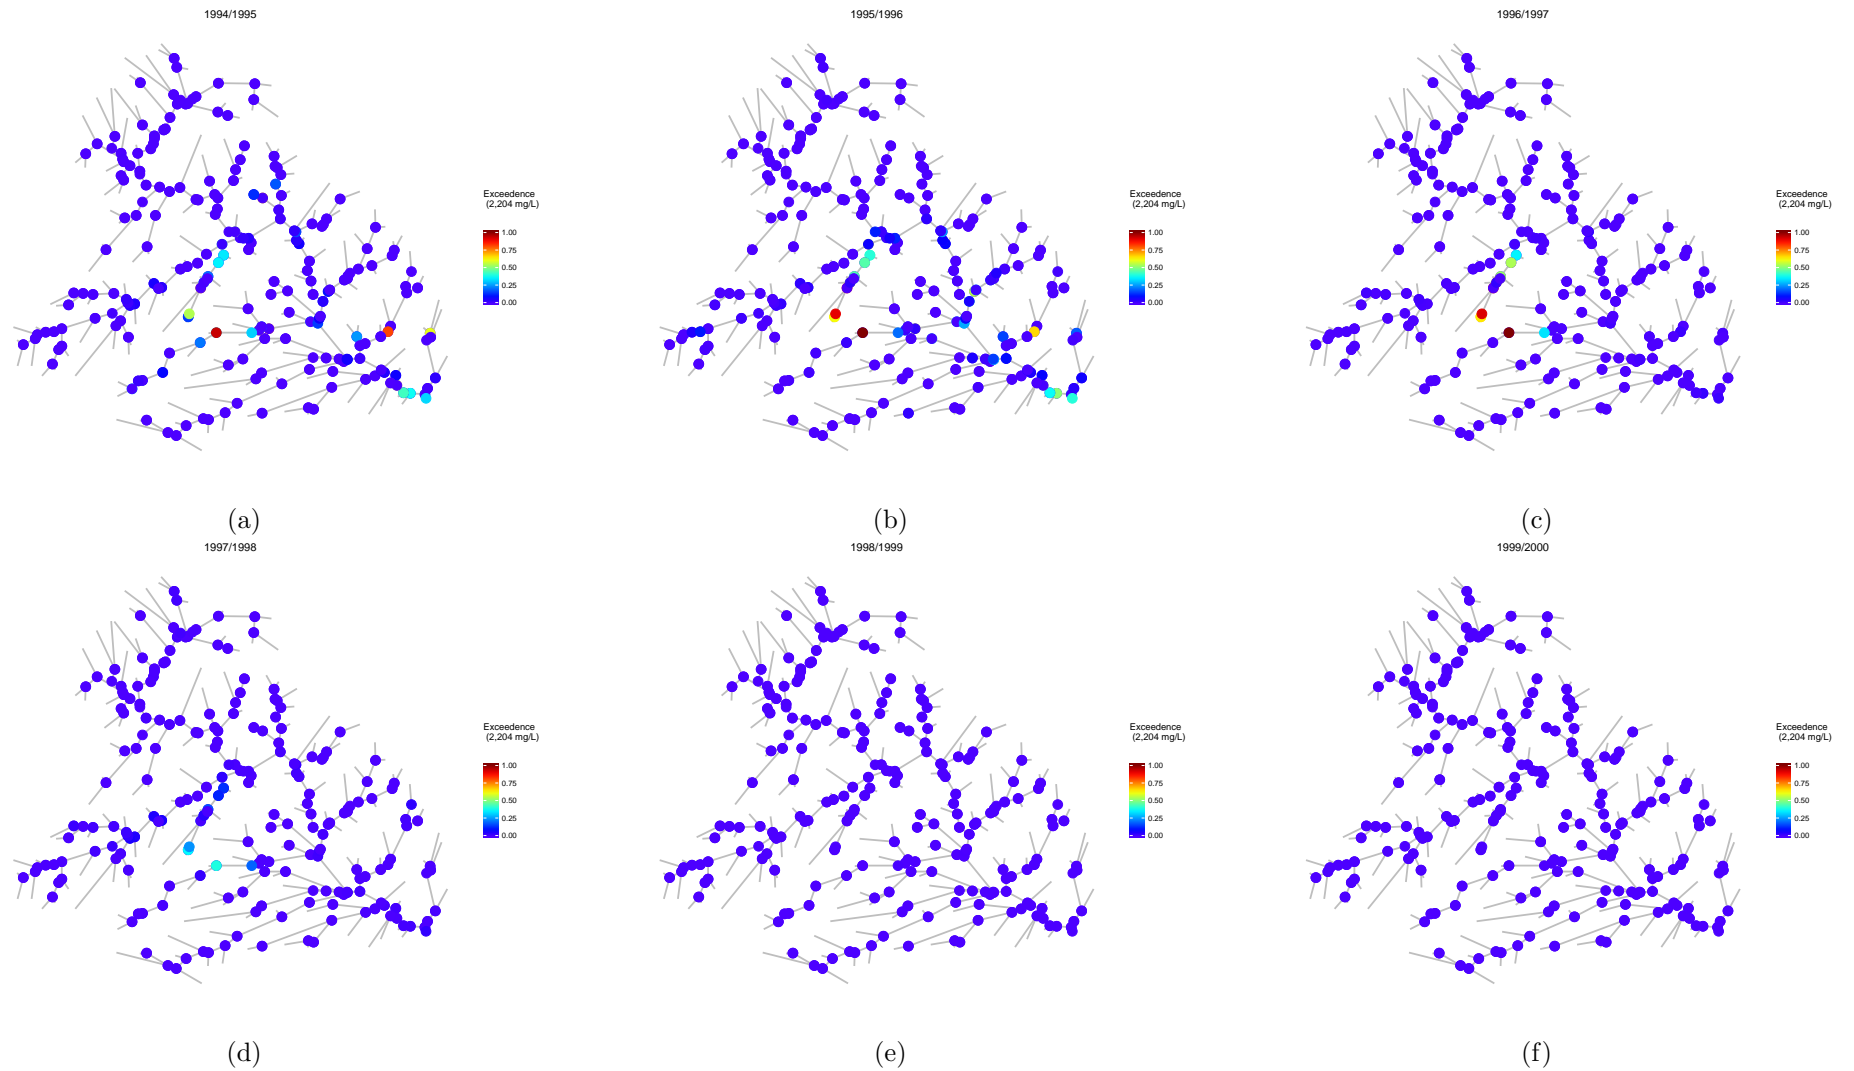 1994/1995
1995/1996
1996/1997
Exceedence
(2,204 mg/L)
1.00
0.75
0.50
0.25
0.00
Exceedence
(2,204 mg/L)
1.00
0.75
0.50
0.25
0.00
Exceedence
(2,204 mg/L)
1.00
0.75
0.50
0.25
0.00
(a)
(b)
(c)
1997/1998
1998/1999
1999/2000
Exceedence
(2,204 mg/L)
1.00
0.75
0.50
0.25
0.00
Exceedence
(2,204 mg/L)
1.00
0.75
0.50
0.25
0.00
Exceedence
(2,204 mg/L)
1.00
0.75
0.50
0.25
0.00
(d)
(e)
(f)